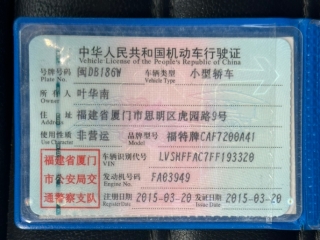 中华人民共和国机动车行驶证
Vehicle License of the People's Republic of China
号牌号码 闽DB186W 车辆类型 小型轿车
Plate No. Vehicle Type
所有人 叶华南
Owner
住址 福建省厦门市思明区虎园路9号
Address
使用性质 非营运 品牌型号 福特牌CAF7200A41
Use Character Model
福建省厦门 车辆识别代号 LVSHFFAC7FF193320
VIN
市公安局交 发动机号码 FA03949
Engine No.
通警察支队 注册日期 2015-03-20 发证日期 2015-03-20
Register Date Issue Date